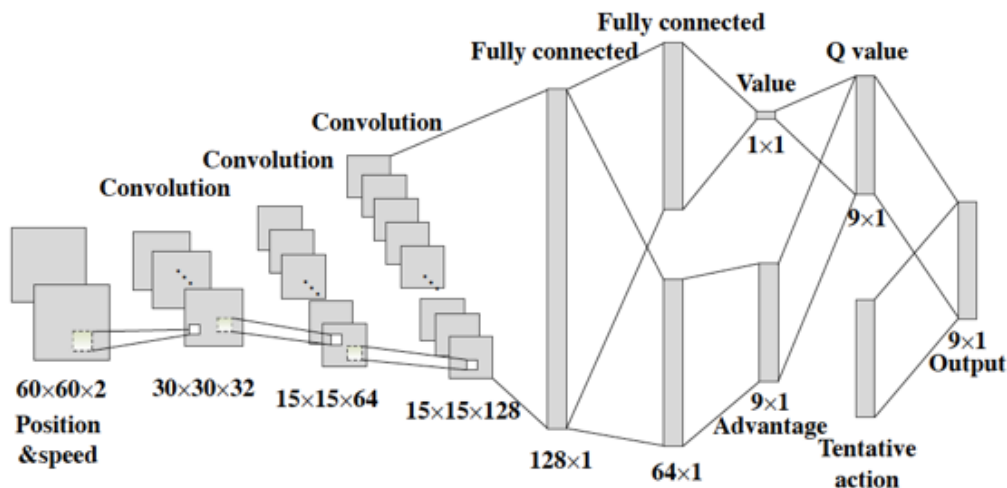 Fully connected
Fully connected
Q value
Value
Convolution
Convolution
Convolution
1×1
9×1
60×60×2
30×30×32
15×15×64
15×15×128
9×1
9×1
Output
Position
&speed
Advantage
128×1
64×1
Tentative
action